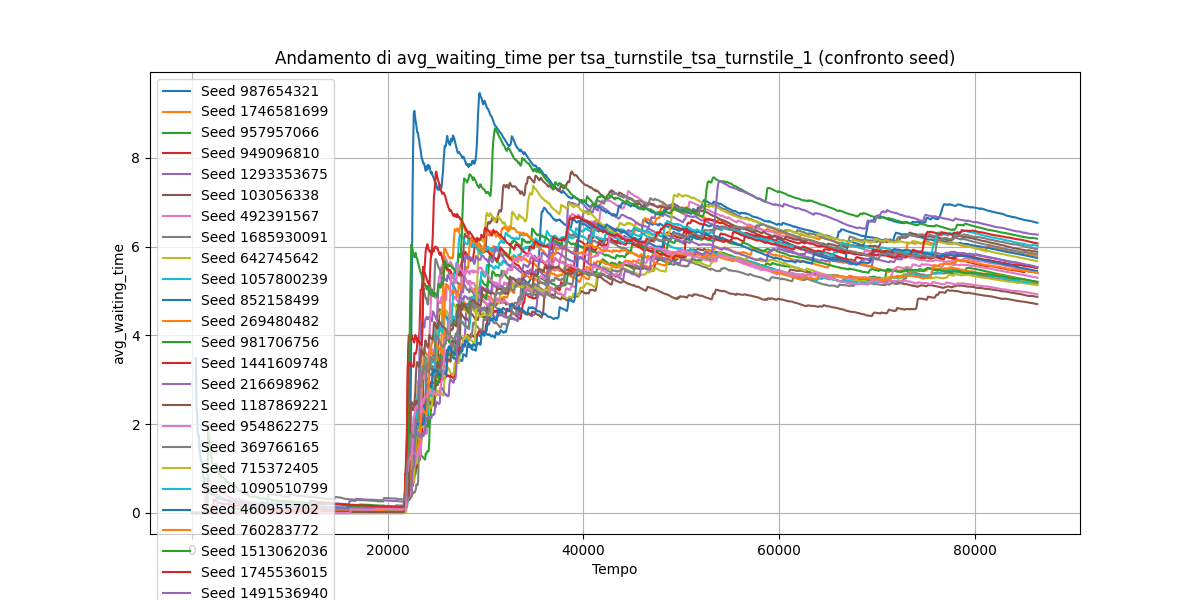 Andamento di avg_waiting_time per tsa_turnstile_tsa_turnstile_1 (confronto seed)
Seed 987654321
Seed 1746581699
Seed 957957066
Seed 949096810
Seed 1293353675
Seed 103056338
Seed 492391567
Seed 1685930091
Seed 642745642
Seed 1057800239
Seed 852158499
Seed 269480482
Seed 981706756
Seed 1441609748
Seed 216698962
Seed 1187869221
Seed 954862275
Seed 369766165
Seed 715372405
Seed 1090510799
Seed 460955702
Seed 760283772
Seed 1513062036
Seed 1745536015
Seed 1491536940
8
6
4
2
0
avg_waiting_time
0
20000
40000
60000
80000
Tempo